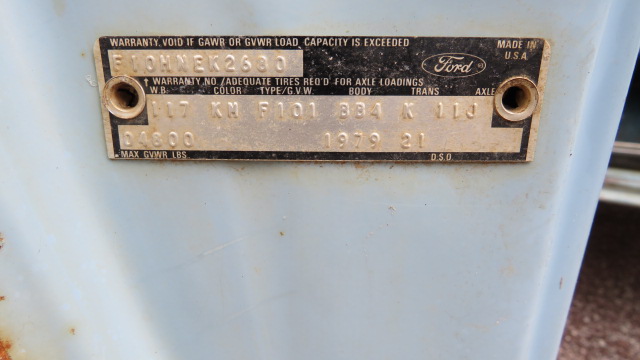 WARRANTY VOID IF GAWR OR GVWR LOAD, CAPACITY IS EXCEEDED
MADE IN U.S.A.
F10HNEK2630
Ford
WARRANTY NO./ADEQUATE TIRES REQ'D FOR AXLE LOADINGS
W.B. COLOR TYPE/G.V.W. BODY TRANS AXLE
117 KM F101 BB4 K 11J
04800 1979 21
MAX GVWR LBS. D.S.O.